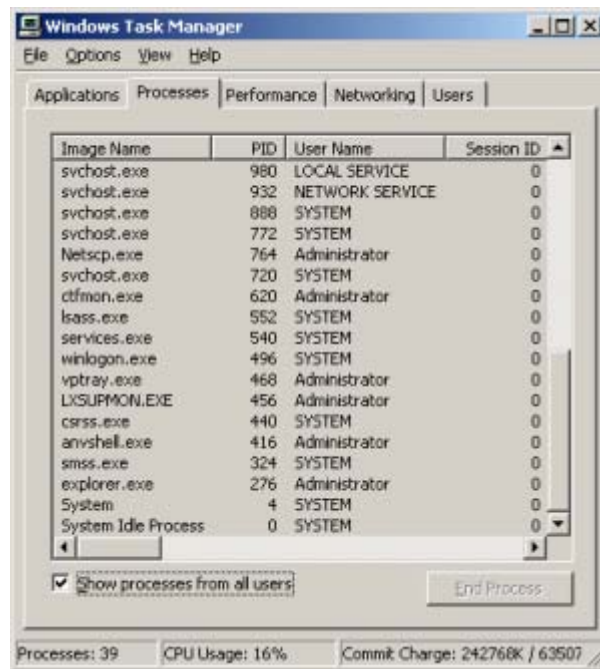 Windows Task Manager
File Options View Help
Applications Processes Performance Networking Users
Image Name PID User Name Session ID
svchost.exe 980 LOCAL SERVICE 0
svchost.exe 932 NETWORK SERVICE 0
svchost.exe 888 SYSTEM 0
svchost.exe 772 SYSTEM 0
Netscp.exe 764 Administrator 0
svchost.exe 720 SYSTEM 0
ctfmon.exe 620 Administrator 0
lsass.exe 552 SYSTEM 0
services.exe 540 SYSTEM 0
winlogon.exe 496 SYSTEM 0
vptray.exe 468 Administrator 0
LXSUPMON.EXE 456 Administrator 0
csrss.exe 440 SYSTEM 0
anvshell.exe 416 Administrator 0
smss.exe 324 SYSTEM 0
explorer.exe 276 Administrator 0
System 4 SYSTEM 0
System Idle Process 0 SYSTEM 0
Show processes from all users
End Process
Processes: 39 CPU Usage: 16% Commit Charge: 242768K / 63507